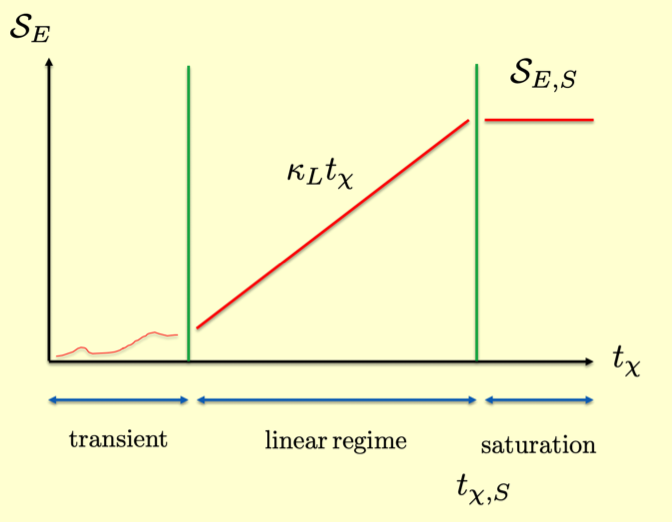 𝒮_E
𝒮_{E,S}
κ_L t_χ
t_χ
transient
linear regime
saturation
t_{χ,S}